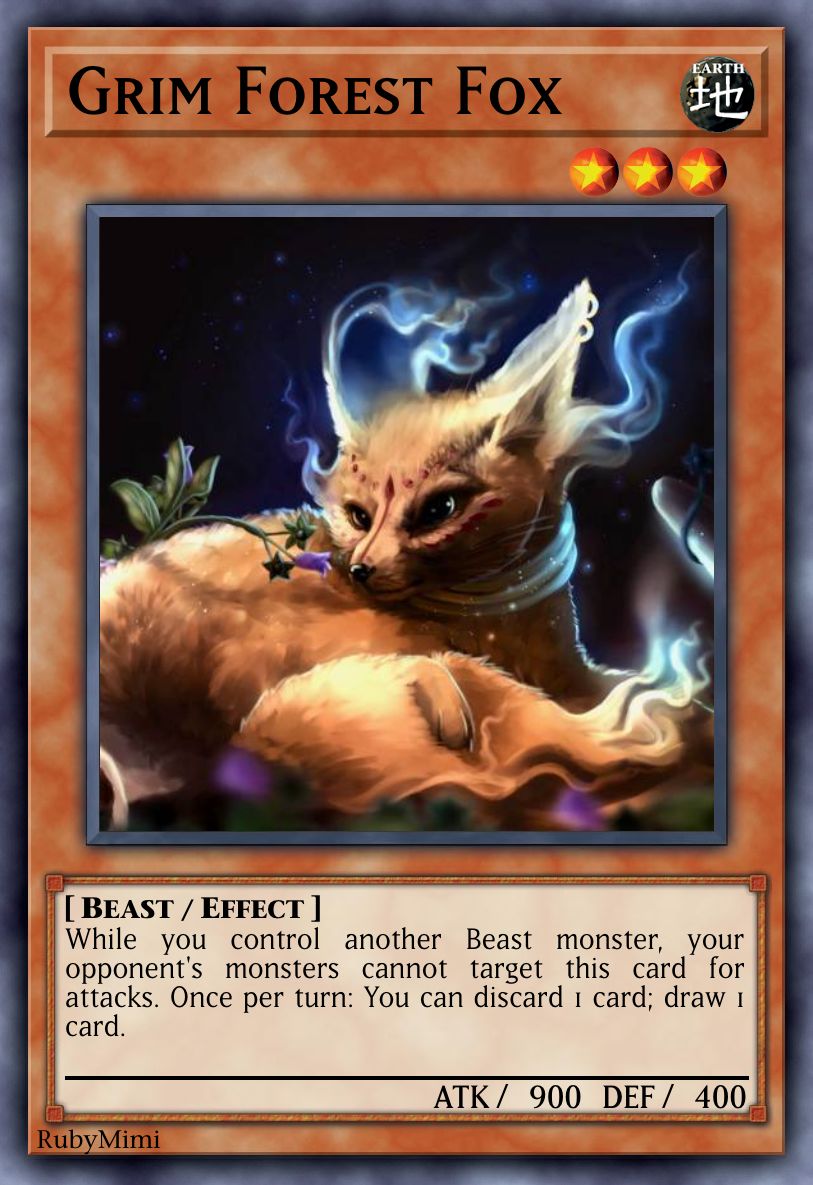 Grim Forest Fox
EARTH
地
[ Beast / Effect ]
While you control another Beast monster, your
opponent's monsters cannot target this card for
attacks. Once per turn: You can discard 1 card; draw 1
card.
ATK / 900 DEF / 400
RubyMimi